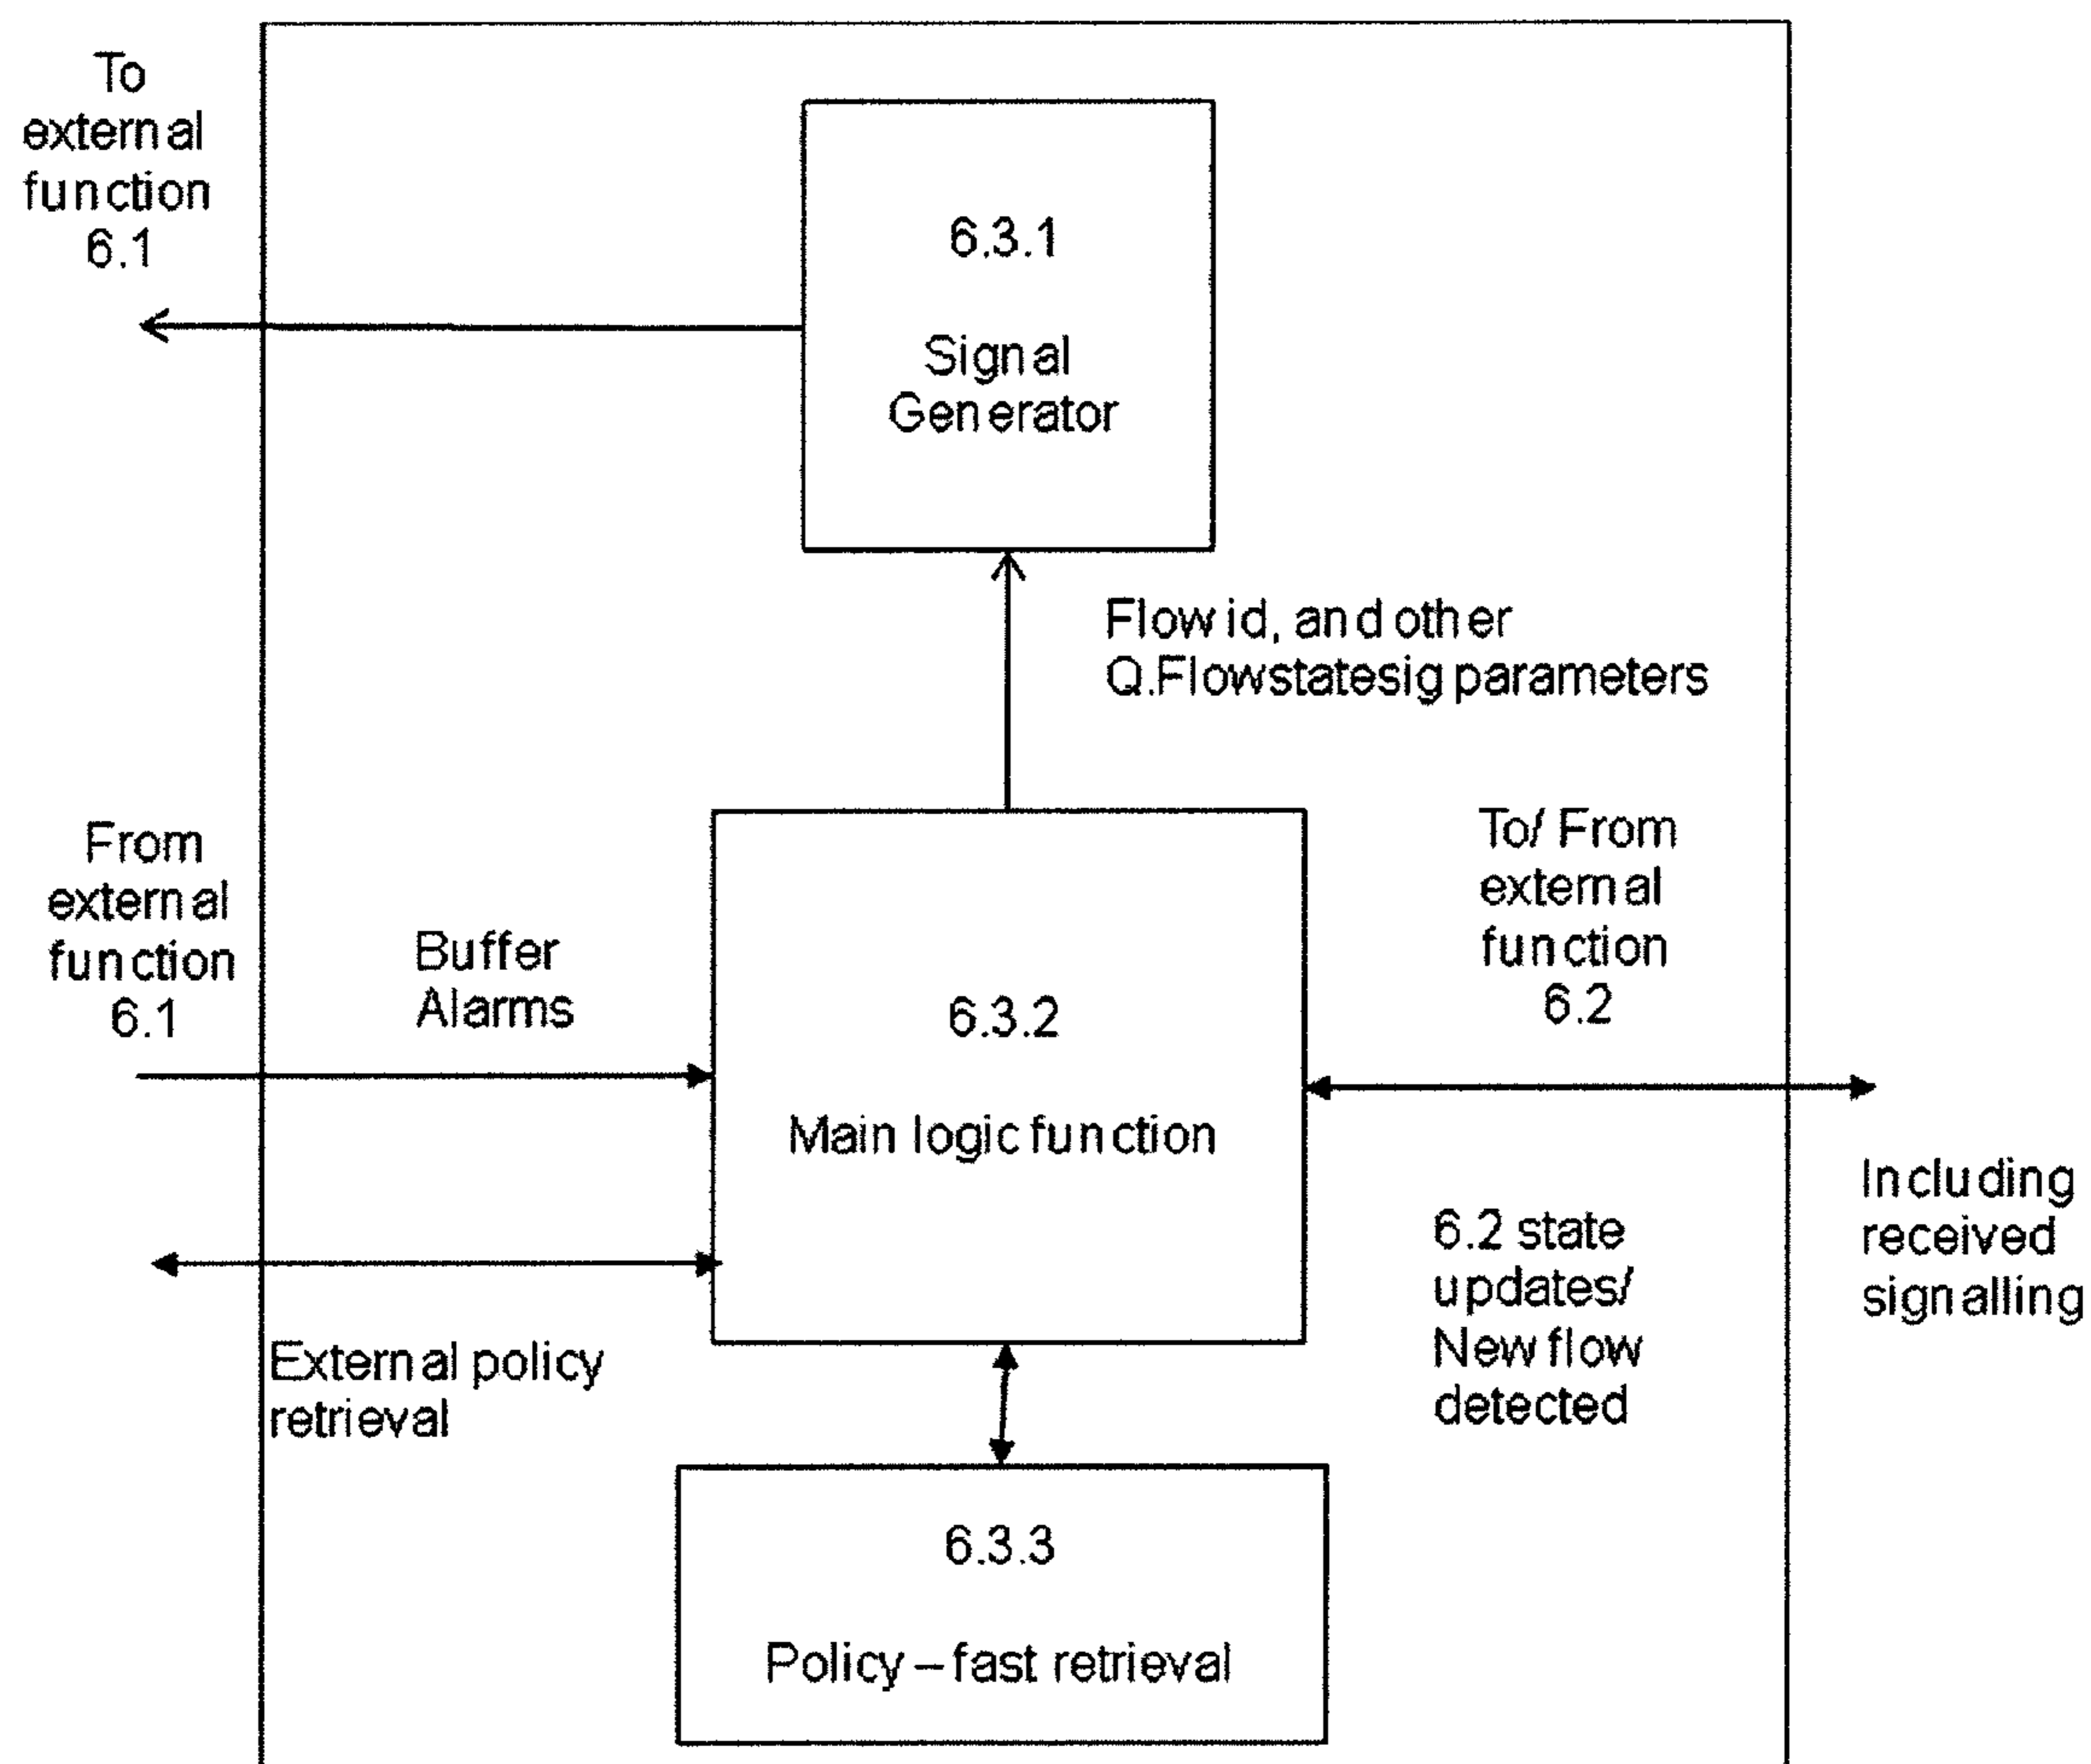 To
external
function
6.1
6.3.1
Signal
Generator
Flow id, and other
Q.Flowstatesig parameters
From
external
function
6.1
Buffer
Alarms
6.3.2
Main logic function
To/ From
external
function
6.2
External policy
retrieval
6.2 state
updates/
New flow
detected
Including
received
signalling
6.3.3
Policy – fast retrieval